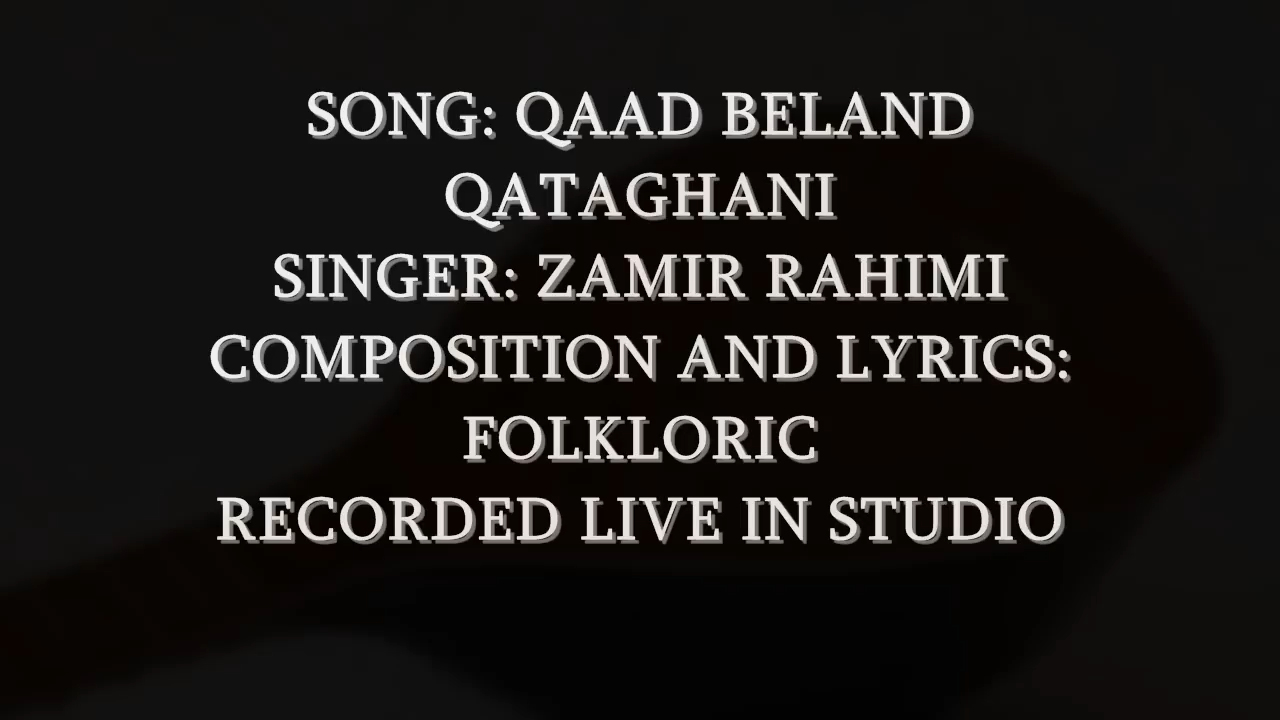 SONG: QAAD BELAND
QATAGHANI
SINGER: ZAMIR RAHIMI
COMPOSITION AND LYRICS:
FOLKLORIC
RECORDED LIVE IN STUDIO